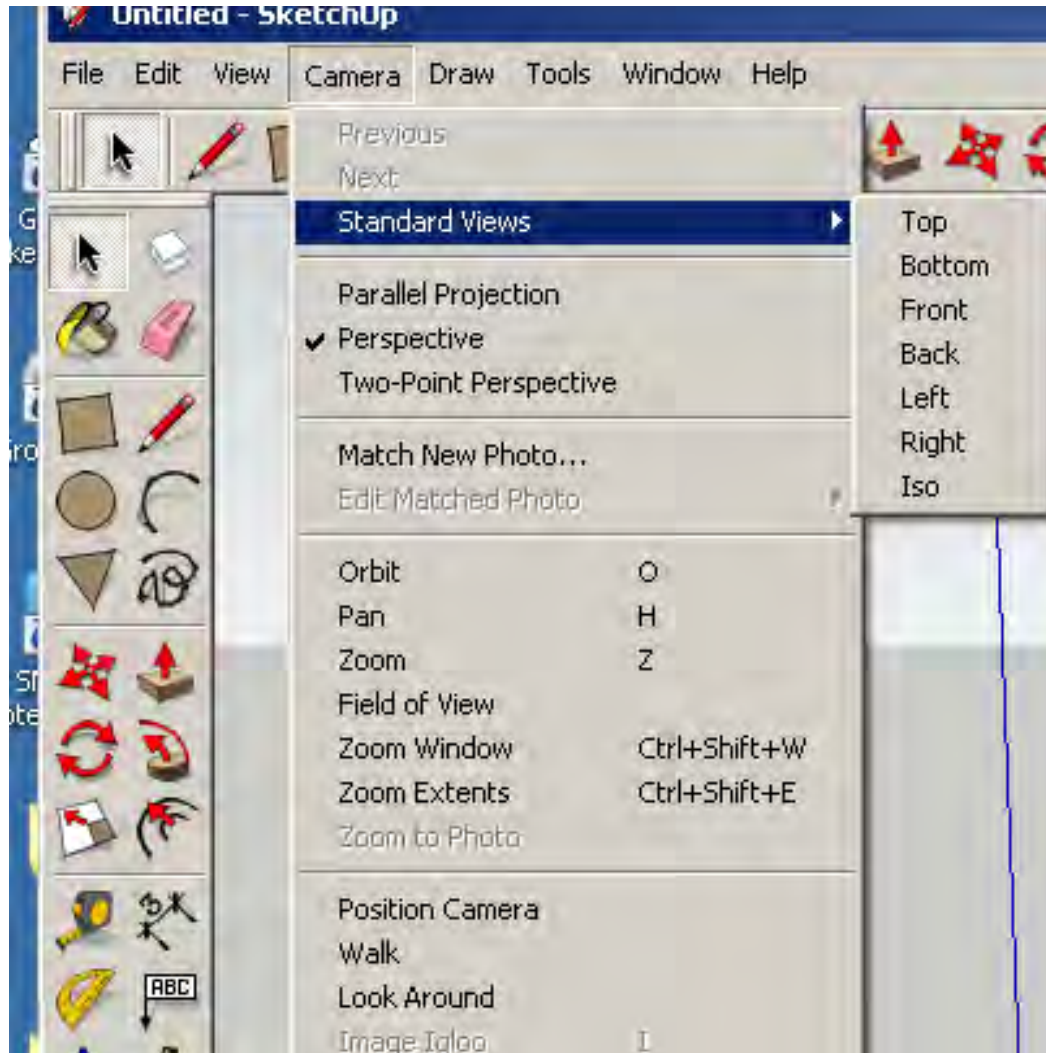 Untitled - SketchUp
File Edit View Camera Draw Tools Window Help
Previous
Next
Standard Views
Top
Bottom
Front
Back
Left
Right
Iso
Parallel Projection
Perspective
Two-Point Perspective
Match New Photo...
Edit Matched Photo
Orbit O
Pan H
Zoom Z
Field of View
Zoom Window Ctrl+Shift+W
Zoom Extents Ctrl+Shift+E
Zoom to Photo
Position Camera
Walk
Look Around
Image Igloo I
3
ABC